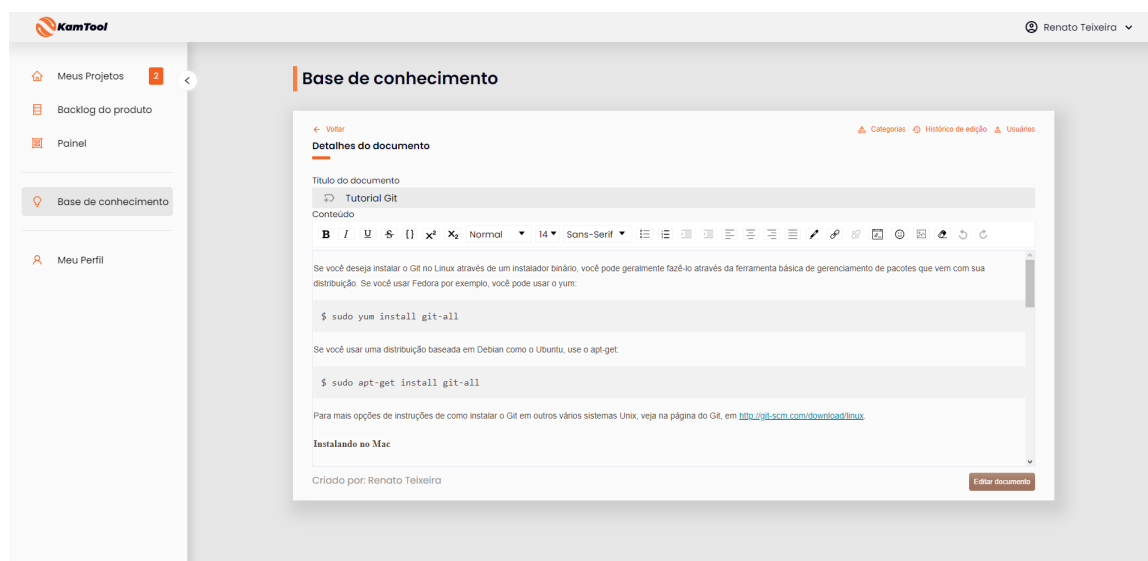 KamTool
Renato Teixeira
Meus Projetos 2
Backlog do produto
Painel
Base de conhecimento
Meu Perfil
Base de conhecimento
Voltar
Categorias Histórico de edição Usuários
Detalhes do documento
Título do documento
Tutorial Git
Conteúdo
B I U S {} X² X₂ Normal 14 Sans-Serif
Se você deseja instalar o Git no Linux através de um instalador binário, você pode geralmente fazê-lo através da ferramenta básica de gerenciamento de pacotes que vem com sua
distribuição. Se você usar Fedora por exemplo, você pode usar o yum:
$ sudo yum install git-all
Se você usar uma distribuição baseada em Debian como o Ubuntu, use o apt-get:
$ sudo apt-get install git-all
Para mais opções de instruções de como instalar o Git em outros vários sistemas Unix, veja na página do Git, em http://git-scm.com/download/linux.
Instalando no Mac
Criado por: Renato Teixeira
Editar documento